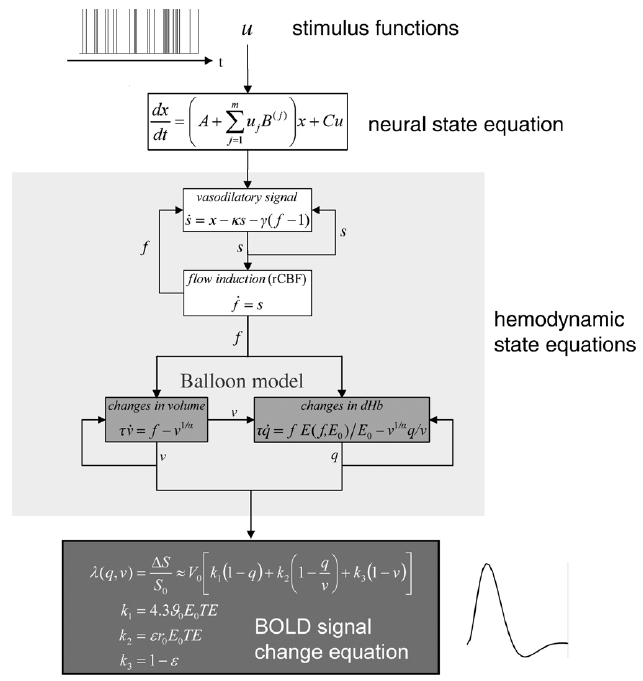 u stimulus functions
t
dx/dt = (A + ∑_{j=1}^{m} u_j B^{(j)}) x + Cu neural state equation
vasodilatory signal
ṡ = x − κs − γ(f − 1)
f s s
flow induction (rCBF)
ḟ = s
hemodynamic
state equations
f
Balloon model
changes in volume
τv̇ = f − v^{1/α}
v
changes in dHb
τq̇ = f E(f,E_0)/E_0 − v^{1/α} q/v
v q
λ(q,v) = ΔS/S_0 ≈ V_0 [k_1(1 − q) + k_2(1 − q/v) + k_3(1 − v)]
k_1 = 4.3ϑ_0E_0TE
k_2 = εr_0E_0TE
k_3 = 1 − ε
BOLD signal
change equation